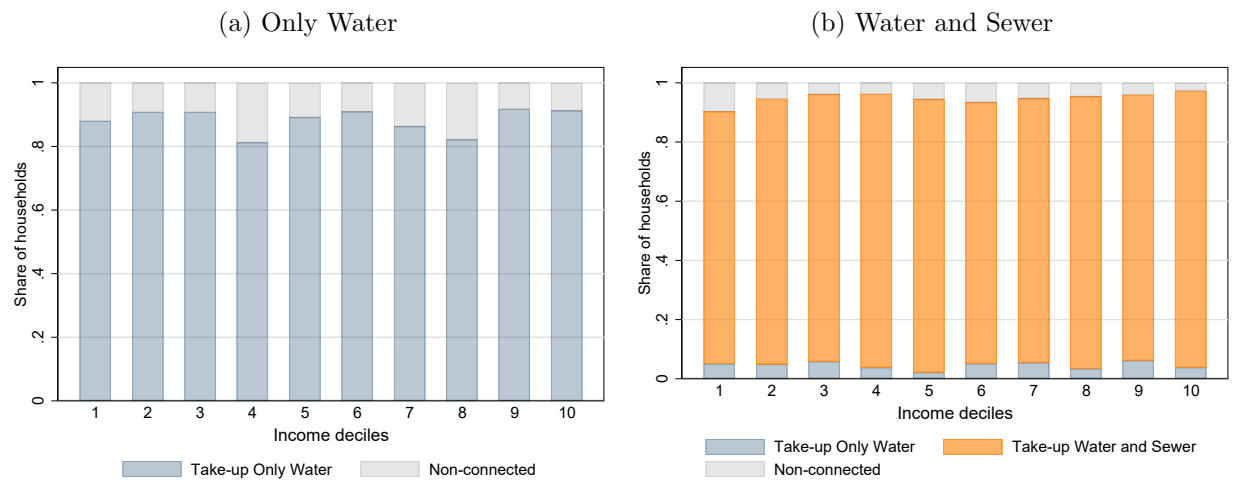 (a) Only Water
Share of households
1
.8
.6
.4
.2
0
1 2 3 4 5 6 7 8 9 10
Income deciles
Take-up Only Water
Non-connected
(b) Water and Sewer
Share of households
1
.8
.6
.4
.2
0
1 2 3 4 5 6 7 8 9 10
Income deciles
Take-up Only Water
Take-up Water and Sewer
Non-connected